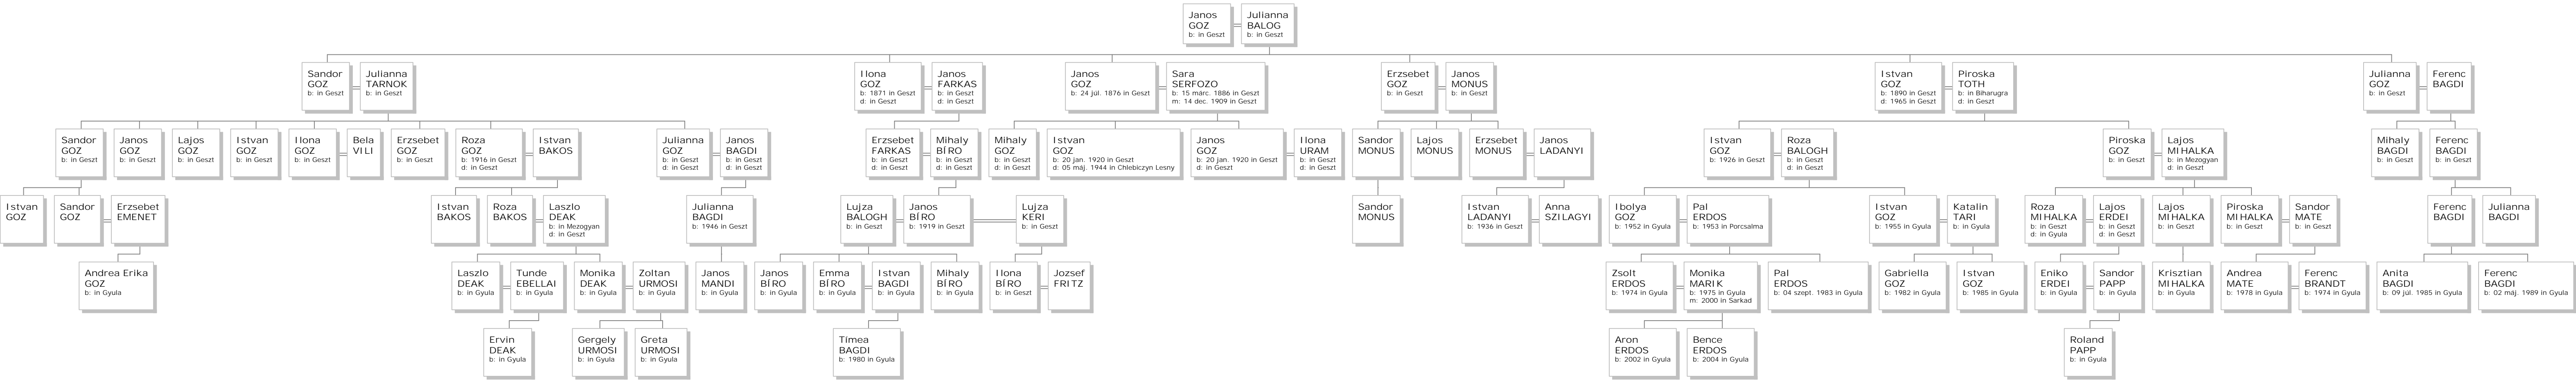 Janos
GOZ
b: in Geszt
Julianna
BALOG
b: in Geszt
Sandor
GOZ
b: in Geszt
Julianna
TARNOK
b: in Geszt
Ilona
GOZ
b: 1871 in Geszt
d: in Geszt
Janos
FARKAS
b: in Geszt
d: in Geszt
Janos
GOZ
b: 24 júl. 1876 in Geszt
Sara
SERFOZO
b: 15 márc. 1886 in Geszt
m: 14 dec. 1909 in Geszt
Erzsebet
GOZ
b: in Geszt
Janos
MONUS
b: in Geszt
Istvan
GOZ
b: 1890 in Geszt
d: 1965 in Geszt
Piroska
TOTH
b: in Biharugra
d: in Geszt
Julianna
GOZ
b: in Geszt
Ferenc
BAGDI
Sandor
GOZ
b: in Geszt
Janos
GOZ
b: in Geszt
Lajos
GOZ
b: in Geszt
Istvan
GOZ
b: in Geszt
Ilona
GOZ
b: in Geszt
Bela
VILI
Erzsebet
GOZ
b: in Geszt
Roza
GOZ
b: 1916 in Geszt
d: in Geszt
Istvan
BAKOS
Julianna
GOZ
b: in Geszt
d: in Geszt
Janos
BAGDI
b: in Geszt
d: in Geszt
Erzsebet
FARKAS
b: in Geszt
d: in Geszt
Mihaly
BÍRO
b: in Geszt
d: in Geszt
Mihaly
GOZ
b: in Geszt
d: in Geszt
Istvan
GOZ
b: 20 jan. 1920 in Geszt
d: 05 máj. 1944 in Chlebiczyn Lesny
Janos
GOZ
b: 20 jan. 1920 in Geszt
d: in Geszt
Ilona
URAM
b: in Geszt
d: in Geszt
Sandor
MONUS
Lajos
MONUS
Erzsebet
MONUS
Janos
LADANYI
Istvan
GOZ
b: 1926 in Geszt
Roza
BALOGH
b: in Geszt
d: in Geszt
Piroska
GOZ
b: in Geszt
Lajos
MIHALKA
b: in Mezogyan
d: in Geszt
Mihaly
BAGDI
b: in Geszt
Ferenc
BAGDI
b: in Geszt
d: in Geszt
Istvan
GOZ
Sandor
GOZ
Erzsebet
EMENET
Istvan
BAKOS
Roza
BAKOS
Laszlo
DEAK
b: in Mezogyan
d: in Geszt
Julianna
BAGDI
b: 1946 in Geszt
Lujza
BALOGH
b: in Geszt
Janos
BÍRO
b: 1919 in Geszt
Lujza
KERI
b: in Geszt
Sandor
MONUS
Istvan
LADANYI
b: 1936 in Geszt
Anna
SZILAGYI
Ibolya
GOZ
b: 1952 in Gyula
Pal
ERDOS
b: 1953 in Porcsalma
Istvan
GOZ
b: 1955 in Gyula
Katalin
TARI
b: in Gyula
Roza
MIHALKA
b: in Geszt
d: in Gyula
Lajos
ERDEI
b: in Geszt
d: in Geszt
Lajos
MIHALKA
b: in Geszt
Piroska
MIHALKA
b: in Geszt
Sandor
MATE
b: in Geszt
Ferenc
BAGDI
Julianna
BAGDI
Andrea Erika
GOZ
b: in Gyula
Laszlo
DEAK
b: in Gyula
Tunde
EBELLAI
b: in Gyula
Monika
DEAK
b: in Gyula
Zoltan
URMOSI
b: in Gyula
Janos
MANDI
b: in Gyula
Janos
BÍRO
b: in Gyula
Emma
BÍRO
b: in Gyula
Istvan
BAGDI
b: in Gyula
Mihaly
BÍRO
b: in Gyula
Ilona
BÍRO
b: in Geszt
Jozsef
FRITZ
Zsolt
ERDOS
b: 1974 in Gyula
Monika
MARIK
b: 1975 in Gyula
m: 2000 in Sarkad
Pal
ERDOS
b: 04 szept. 1983 in Gyula
Gabriella
GOZ
b: 1982 in Gyula
Istvan
GOZ
b: 1985 in Gyula
Eniko
ERDEI
b: in Gyula
Sandor
PAPP
b: in Gyula
Krisztian
MIHALKA
b: in Gyula
Andrea
MATE
b: 1978 in Gyula
Ferenc
BRANDT
b: 1974 in Gyula
Anita
BAGDI
b: 09 júl. 1985 in Gyula
Ferenc
BAGDI
b: 02 máj. 1989 in Gyula
Ervin
DEAK
b: in Gyula
Gergely
URMOSI
b: in Gyula
Greta
URMOSI
b: in Gyula
Tímea
BAGDI
b: 1980 in Gyula
Aron
ERDOS
b: 2002 in Gyula
Bence
ERDOS
b: 2004 in Gyula
Roland
PAPP
b: in Gyula